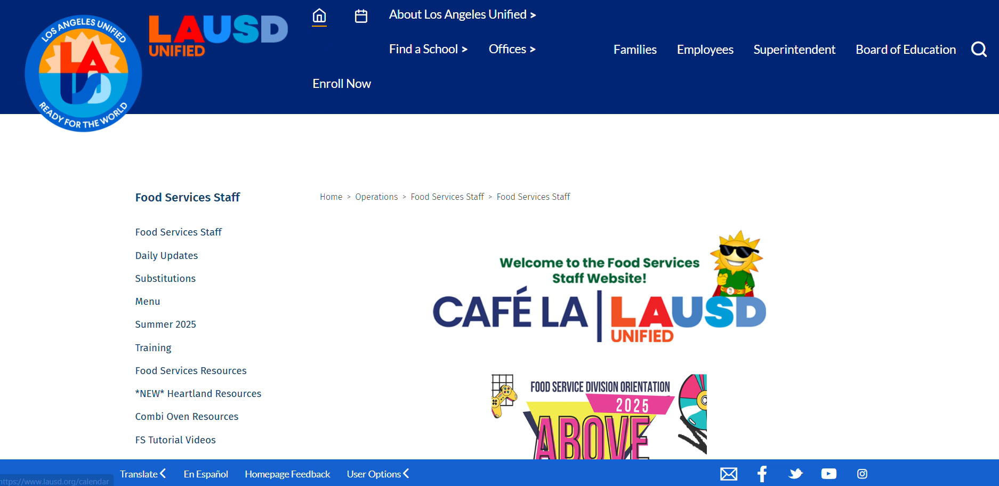 LOS ANGELES UNIFIED
LAUS
READY FOR THE WORLD
LAUSD
UNIFIED
About Los Angeles Unified >
Find a School >
Offices >
Enroll Now
Families
Employees
Superintendent
Board of Education
Food Services Staff
Food Services Staff
Daily Updates
Substitutions
Menu
Summer 2025
Training
Food Services Resources
*NEW* Heartland Resources
Combi Oven Resources
FS Tutorial Videos
Home > Operations > Food Services Staff > Food Services Staff
Welcome to the Food Services
Staff Website!
CAFÉ LA | LAUSD
UNIFIED
FOOD SERVICE DIVISION ORIENTATION
2025
ABOVE
Translate
En Español
Homepage Feedback
User Options
https://www.lausd.org/calendar